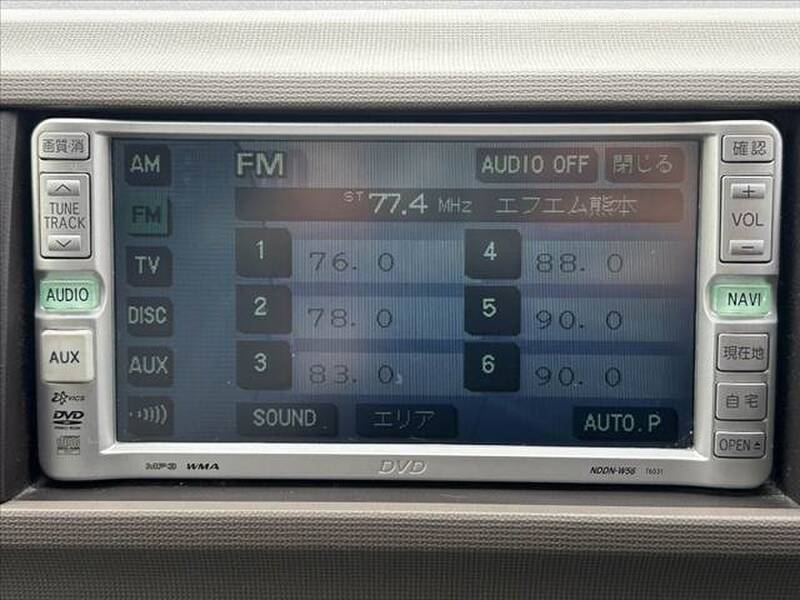 画質・消
TUNE
TRACK
AUDIO
AUX
VICS
DVD
AM
FM
TV
DISC
AUX
FM
AUDIO OFF
閉じる
ST 77.4 MHz エフエム熊本
1 76. 0
4 88. 0
2 78. 0
5 90. 0
3 83. 0
6 90. 0
SOUND
エリア
AUTO.P
確認
+
VOL
−
NAVI
現在地
自宅
OPEN
MP3 WMA
DVD
NDDN-W56 T6031